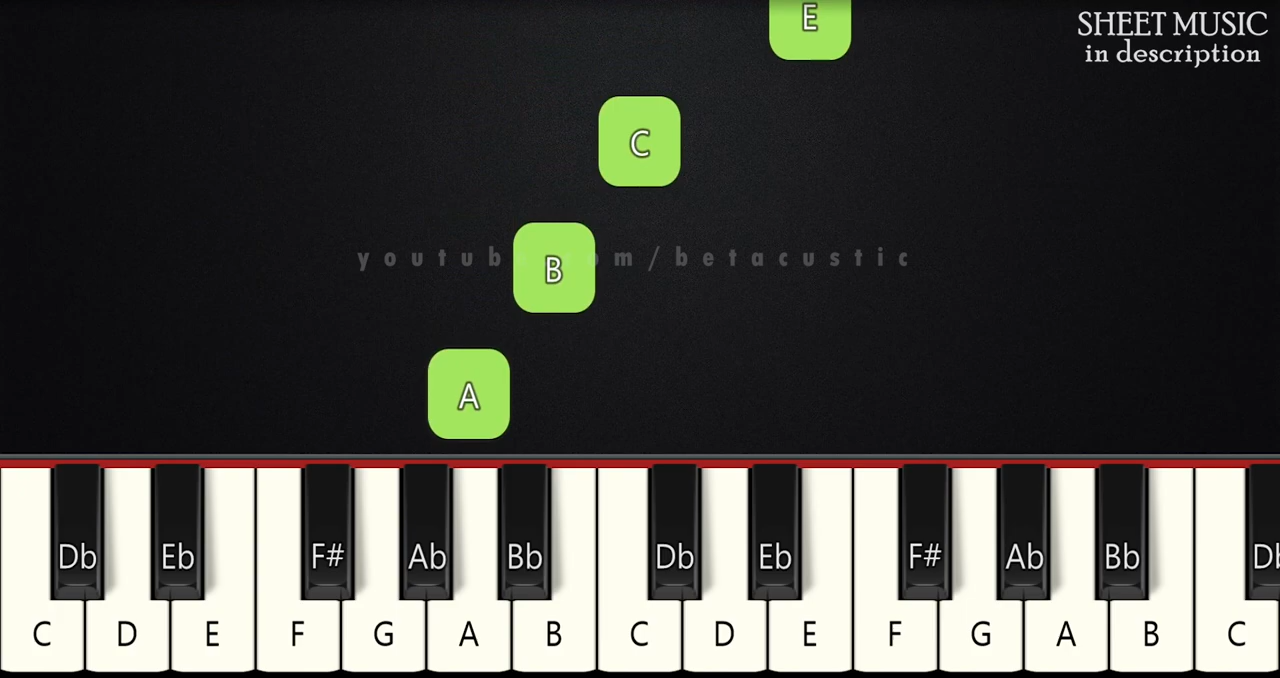 E
SHEET MUSIC
in description
C
B
A
Db Eb F# Ab Bb Db Eb F# Ab Bb
C D E F G A B C D E F G A B C